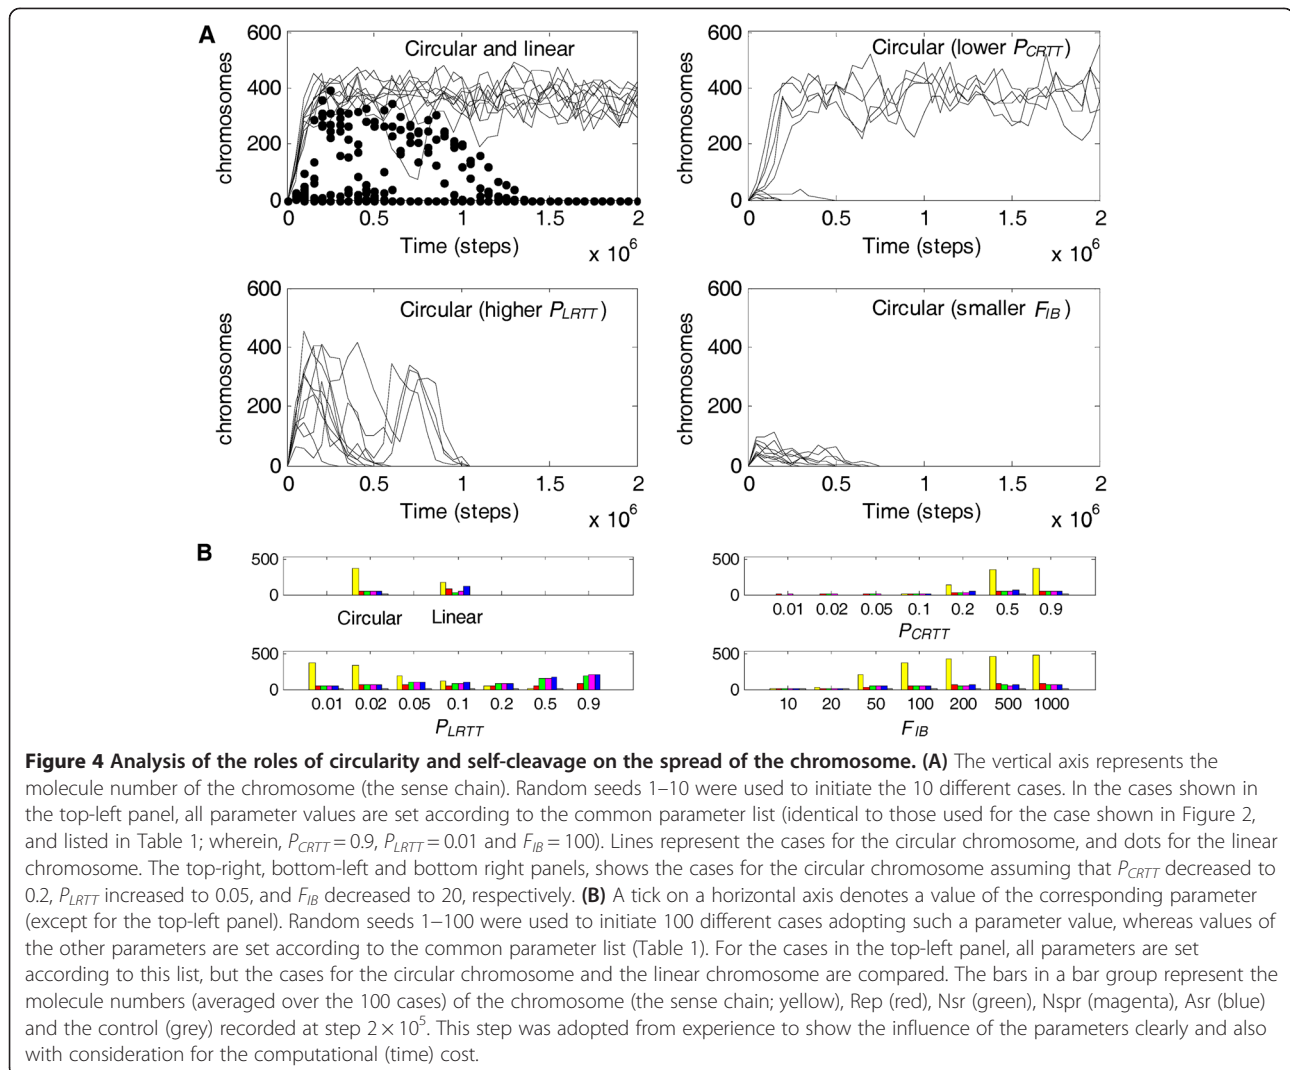 A
Circular and linear
Circular (lower P_CRTT)
600
400
200
0
chromosomes
0 0.5 1 1.5 2
Time (steps)
x 10^6
600
400
200
0
chromosomes
0 0.5 1 1.5 2
Time (steps)
x 10^6
Circular (higher P_LRTT)
Circular (smaller F_IB)
600
400
200
0
chromosomes
0 0.5 1 1.5 2
Time (steps)
x 10^6
600
400
200
0
chromosomes
0 0.5 1 1.5 2
Time (steps)
x 10^6
B
500
0
Circular Linear
500
0
0.01 0.02 0.05 0.1 0.2 0.5 0.9
P_CRTT
500
0
0.01 0.02 0.05 0.1 0.2 0.5 0.9
P_LRTT
500
0
10 20 50 100 200 500 1000
F_IB
Figure 4 Analysis of the roles of circularity and self-cleavage on the spread of the chromosome. (A) The vertical axis represents the
molecule number of the chromosome (the sense chain). Random seeds 1–10 were used to initiate the 10 different cases. In the cases shown in
the top-left panel, all parameter values are set according to the common parameter list (identical to those used for the case shown in Figure 2,
and listed in Table 1; wherein, P_CRTT = 0.9, P_LRTT = 0.01 and F_IB = 100). Lines represent the cases for the circular chromosome, and dots for the linear
chromosome. The top-right, bottom-left and bottom right panels, shows the cases for the circular chromosome assuming that P_CRTT decreased to
0.2, P_LRTT increased to 0.05, and F_IB decreased to 20, respectively. (B) A tick on a horizontal axis denotes a value of the corresponding parameter
(except for the top-left panel). Random seeds 1–100 were used to initiate 100 different cases adopting such a parameter value, whereas values of
the other parameters are set according to the common parameter list (Table 1). For the cases in the top-left panel, all parameters are set
according to this list, but the cases for the circular chromosome and the linear chromosome are compared. The bars in a bar group represent the
molecule numbers (averaged over the 100 cases) of the chromosome (the sense chain; yellow), Rep (red), Nsr (green), Nspr (magenta), Asr (blue)
and the control (grey) recorded at step 2 × 10^5. This step was adopted from experience to show the influence of the parameters clearly and also
with consideration for the computational (time) cost.